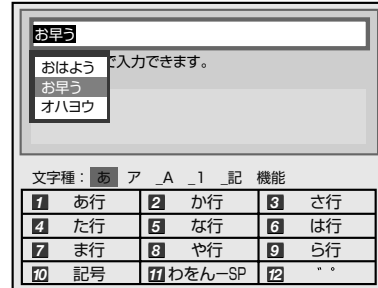 お早う
で入力できます。
おはよう
お早う
オハヨウ
文字種： あ ア _A _1 _記 機能
1 あ行 2 か行 3 さ行
4 た行 5 な行 6 は行
7 ま行 8 や行 9 ら行
10 記号 11 わをんーSP 12 ゛゜